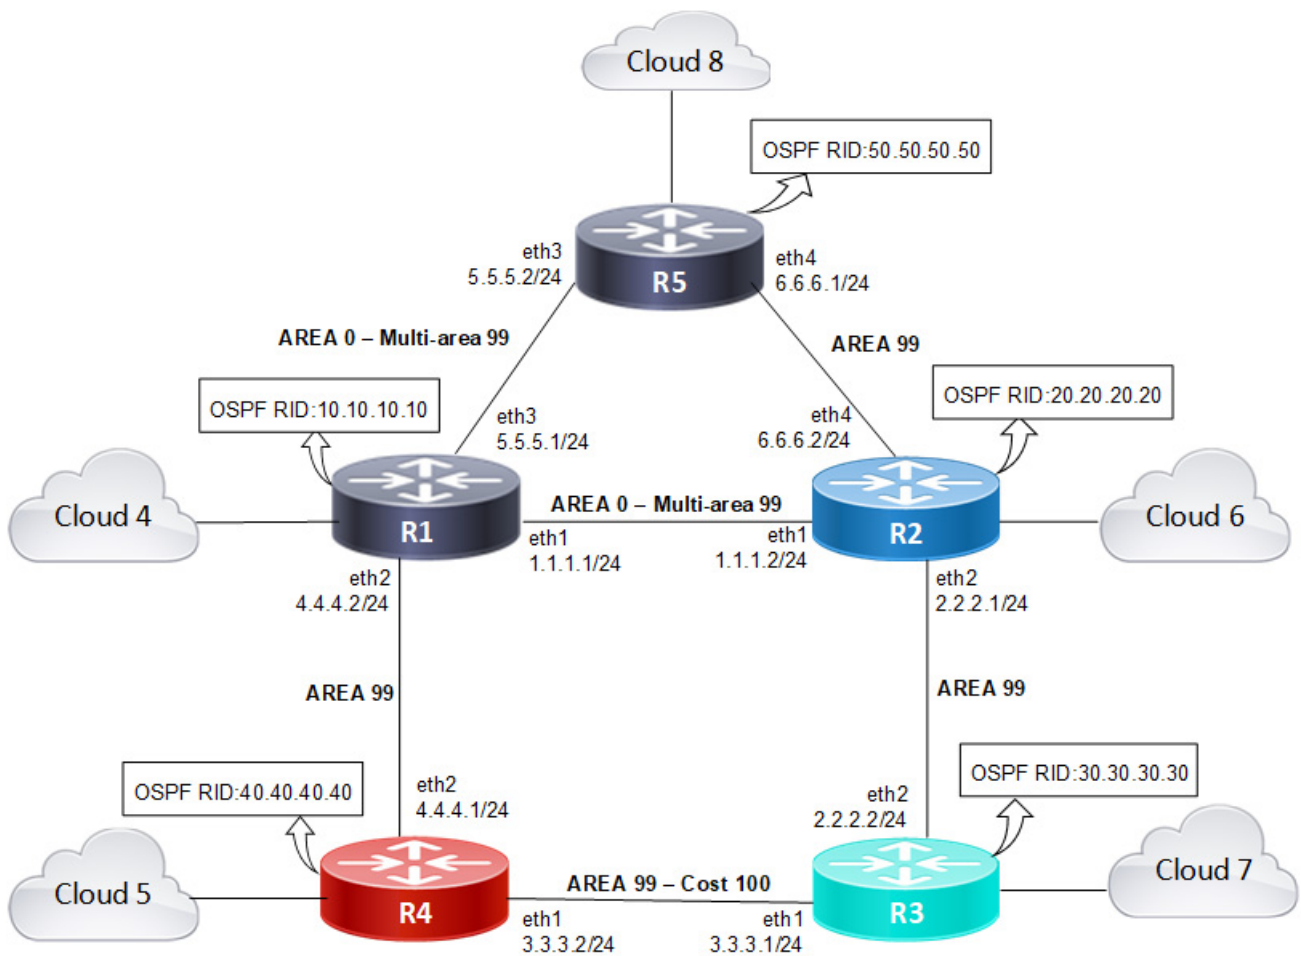 Cloud 8
OSPF RID:50.50.50.50
eth3
5.5.5.2/24
R5
eth4
6.6.6.1/24
AREA 0 – Multi-area 99
AREA 99
OSPF RID:10.10.10.10
OSPF RID:20.20.20.20
eth3
5.5.5.1/24
eth4
6.6.6.2/24
Cloud 4
R1
AREA 0 – Multi-area 99
eth1
1.1.1.1/24
eth1
1.1.1.2/24
R2
Cloud 6
eth2
4.4.4.2/24
eth2
2.2.2.1/24
AREA 99
AREA 99
OSPF RID:40.40.40.40
OSPF RID:30.30.30.30
eth2
4.4.4.1/24
eth2
2.2.2.2/24
Cloud 5
R4
AREA 99 – Cost 100
eth1
3.3.3.2/24
eth1
3.3.3.1/24
R3
Cloud 7